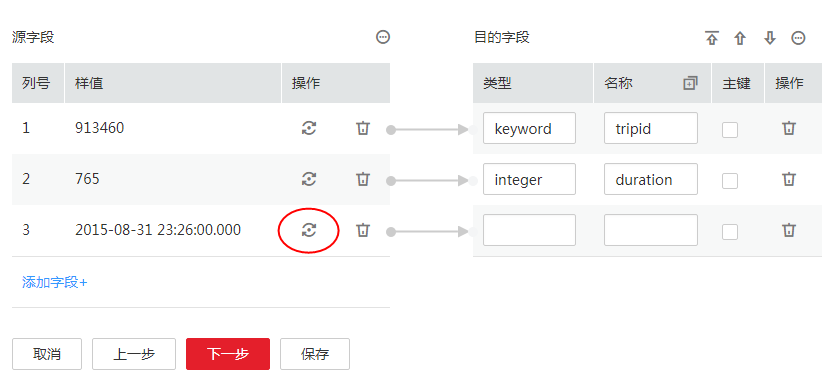 源字段 目的字段
列号 样值 操作 类型 名称 主键 操作
1 913460 keyword tripid
2 765 integer duration
3 2015-08-31 23:26:00.000
添加字段+
取消 上一步 下一步 保存